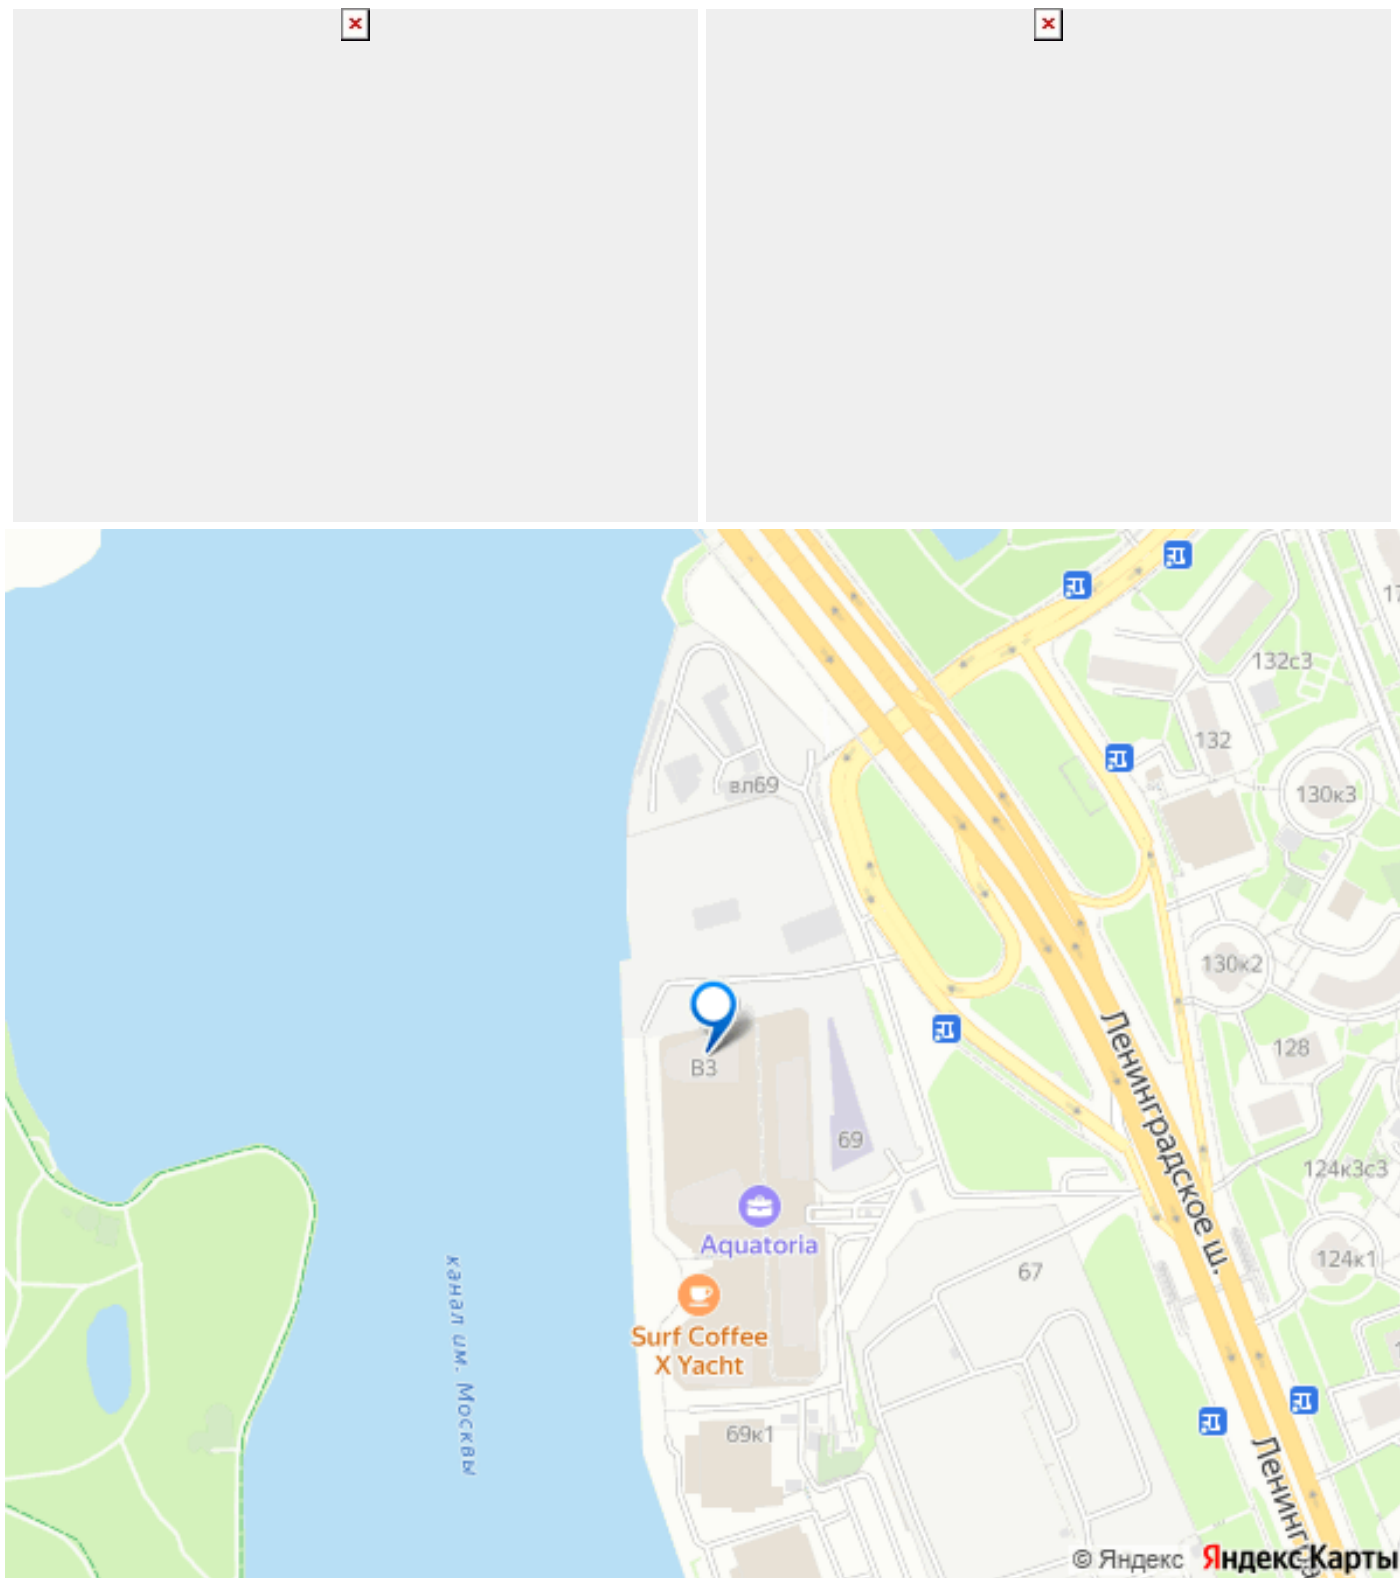 132с3
132
130к3
вл69
130к2
Ленинградское ш.
В3
128
69
124к3с3
Aquatoria
124к1
67
канал им. Москвы
Surf Coffee
X Yacht
69к1
© Яндекс
Яндекс Карты